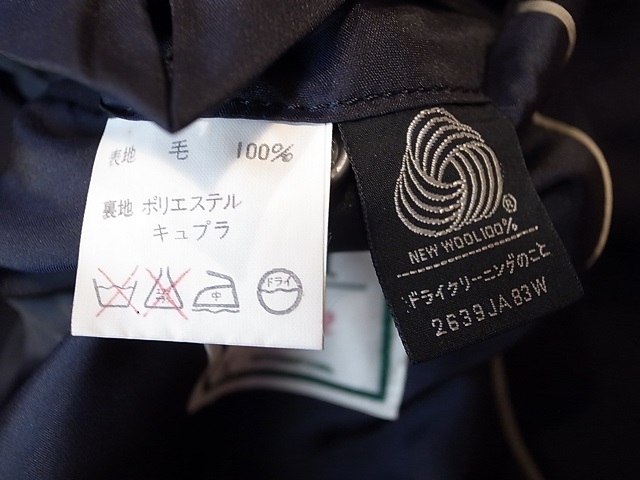 表地 毛 100%
裏地 ポリエステル
キュプラ
中
ドライ
®
NEW WOOL100%
ドライクリーニングのこと
2639JA83W